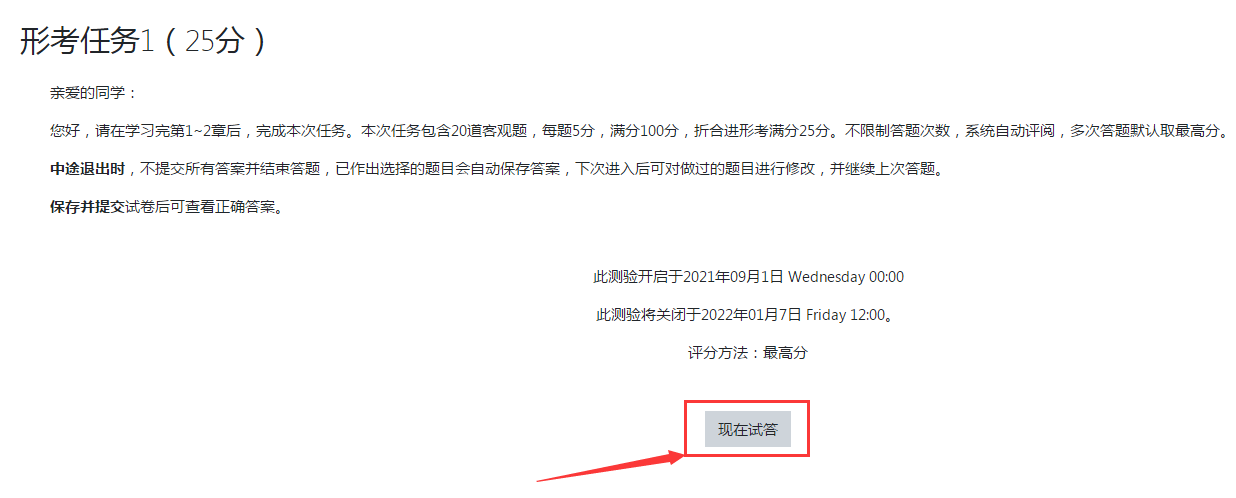 形考任务1（25分）
亲爱的同学：
您好，请在学习完第1~2章后，完成本次任务。本次任务包含20道客观题，每题5分，满分100分，折合进形考满分25分。不限制答题次数，系统自动评阅，多次答题默认取最高分。
中途退出时，不提交所有答案并结束答题，已作出选择的题目会自动保存答案，下次进入后可对做过的题目进行修改，并继续上次答题。
保存并提交试卷后可查看正确答案。
此测验开启于2021年09月1日 Wednesday 00:00
此测验将关闭于2022年01月7日 Friday 12:00。
评分方法：最高分
现在试答